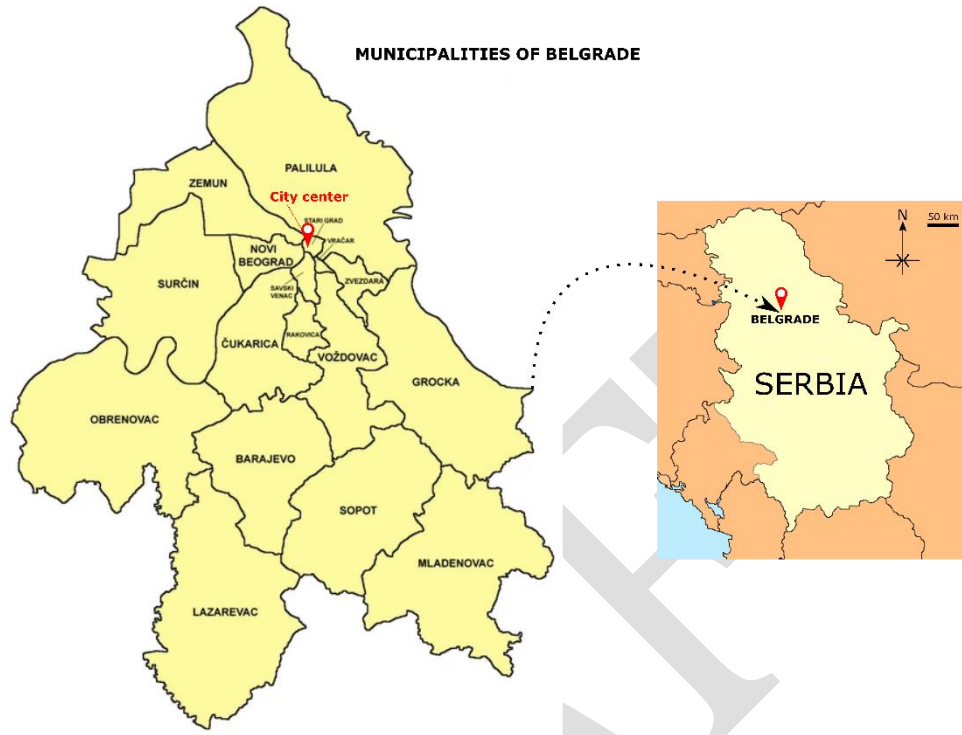 MUNICIPALITIES OF BELGRADE
PALILULA
ZEMUN
City center
STARI GRAD
VRAČAR
NOVI
BEOGRAD
ZVEZDARA
SURČIN
SAVSKI
VENAC
RAKOVICA
ČUKARICA
VOŽDOVAC
GROCKA
OBRENOVAC
BARAJEVO
SOPOT
MLADENOVAC
LAZAREVAC
N
50 km
BELGRADE
SERBIA